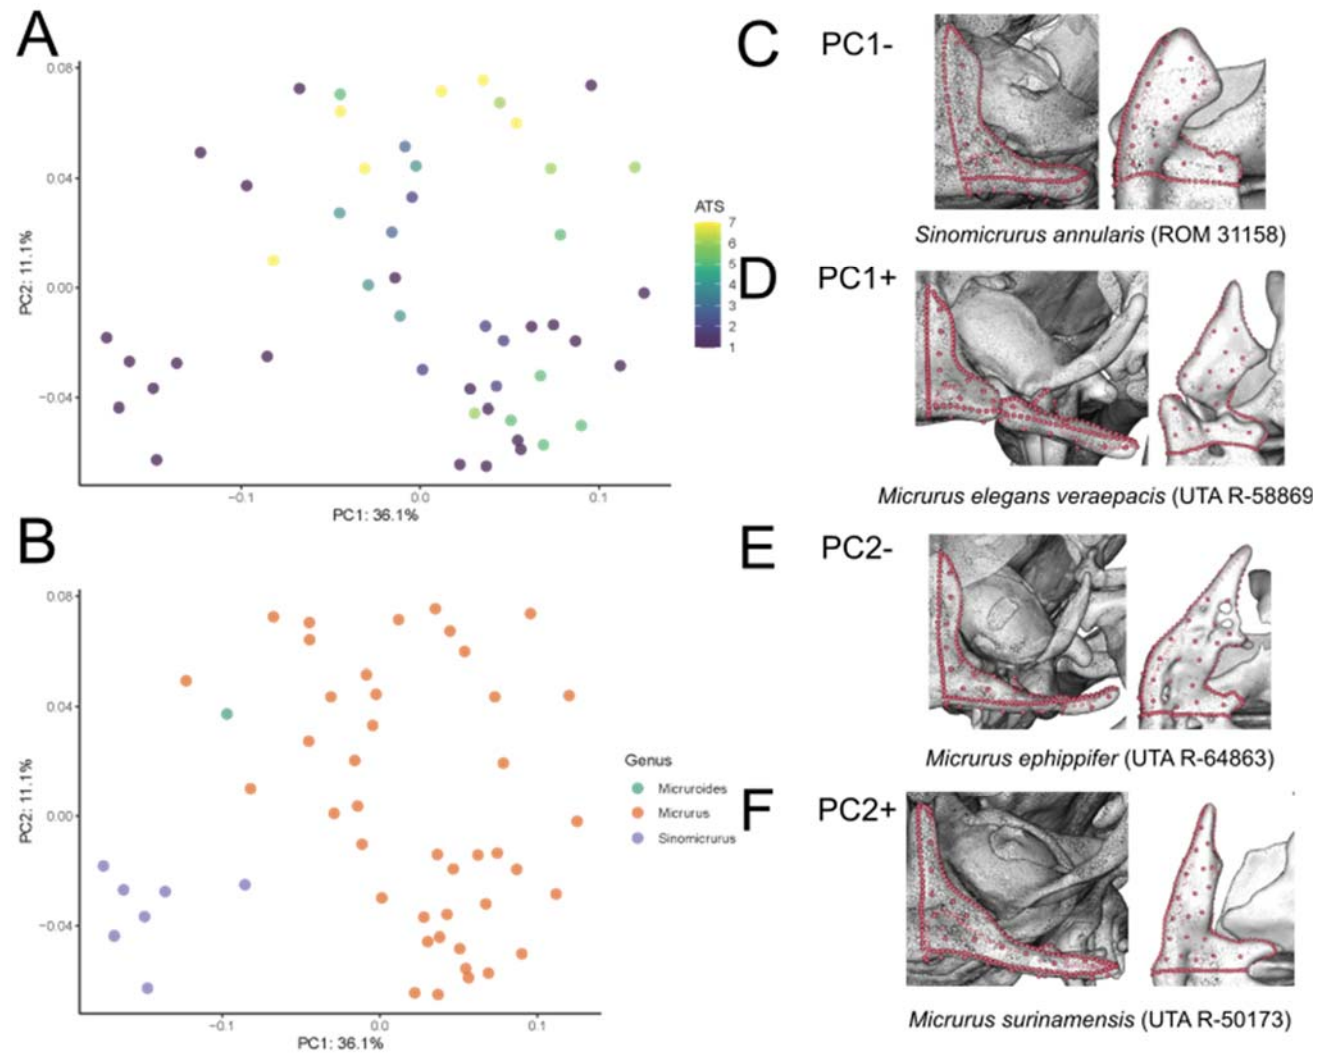 A
0.08
0.04
0.00
−0.04
PC2: 11.1%
−0.1
0.0
0.1
PC1: 36.1%
ATS
7
6
5
4
3
2
1
B
0.08
0.04
0.00
−0.04
PC2: 11.1%
−0.1
0.0
0.1
PC1: 36.1%
Genus
Micruroides
Micrurus
Sinomicrurus
C
PC1-
Sinomicrurus annularis (ROM 31158)
D
PC1+
Micrurus elegans veraepacis (UTA R-58869
E
PC2-
Micrurus ephippifer (UTA R-64863)
F
PC2+
Micrurus surinamensis (UTA R-50173)